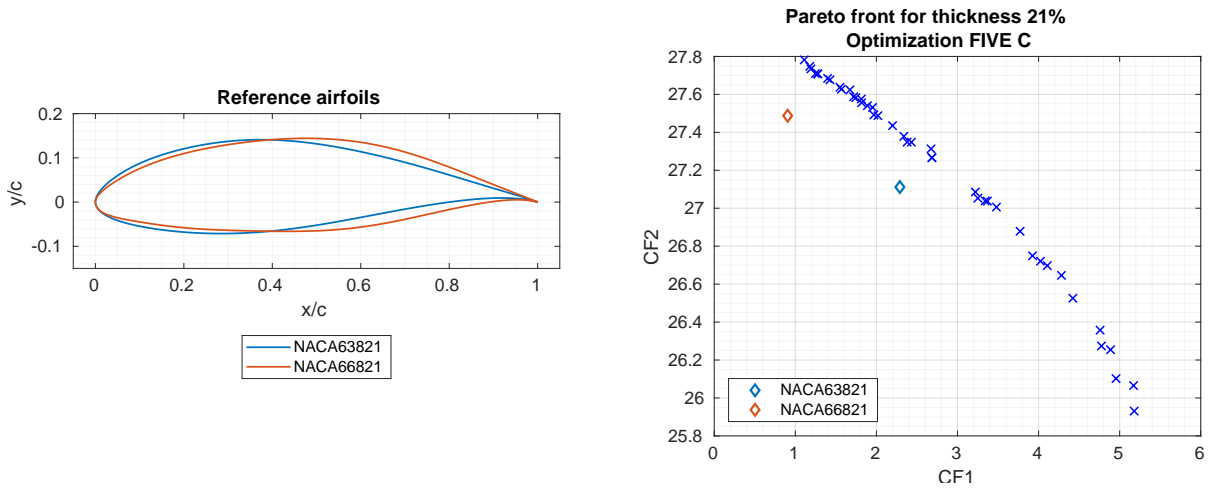 Reference airfoils
0.2
0.1
0
-0.1
y/c
0
0.2
0.4
0.6
0.8
1
x/c
NACA63821
NACA66821
Pareto front for thickness 21%
Optimization FIVE C
27.8
27.6
27.4
27.2
27
26.8
26.6
26.4
26.2
26
25.8
CF2
NACA63821
NACA66821
0
1
2
3
4
5
6
CF1